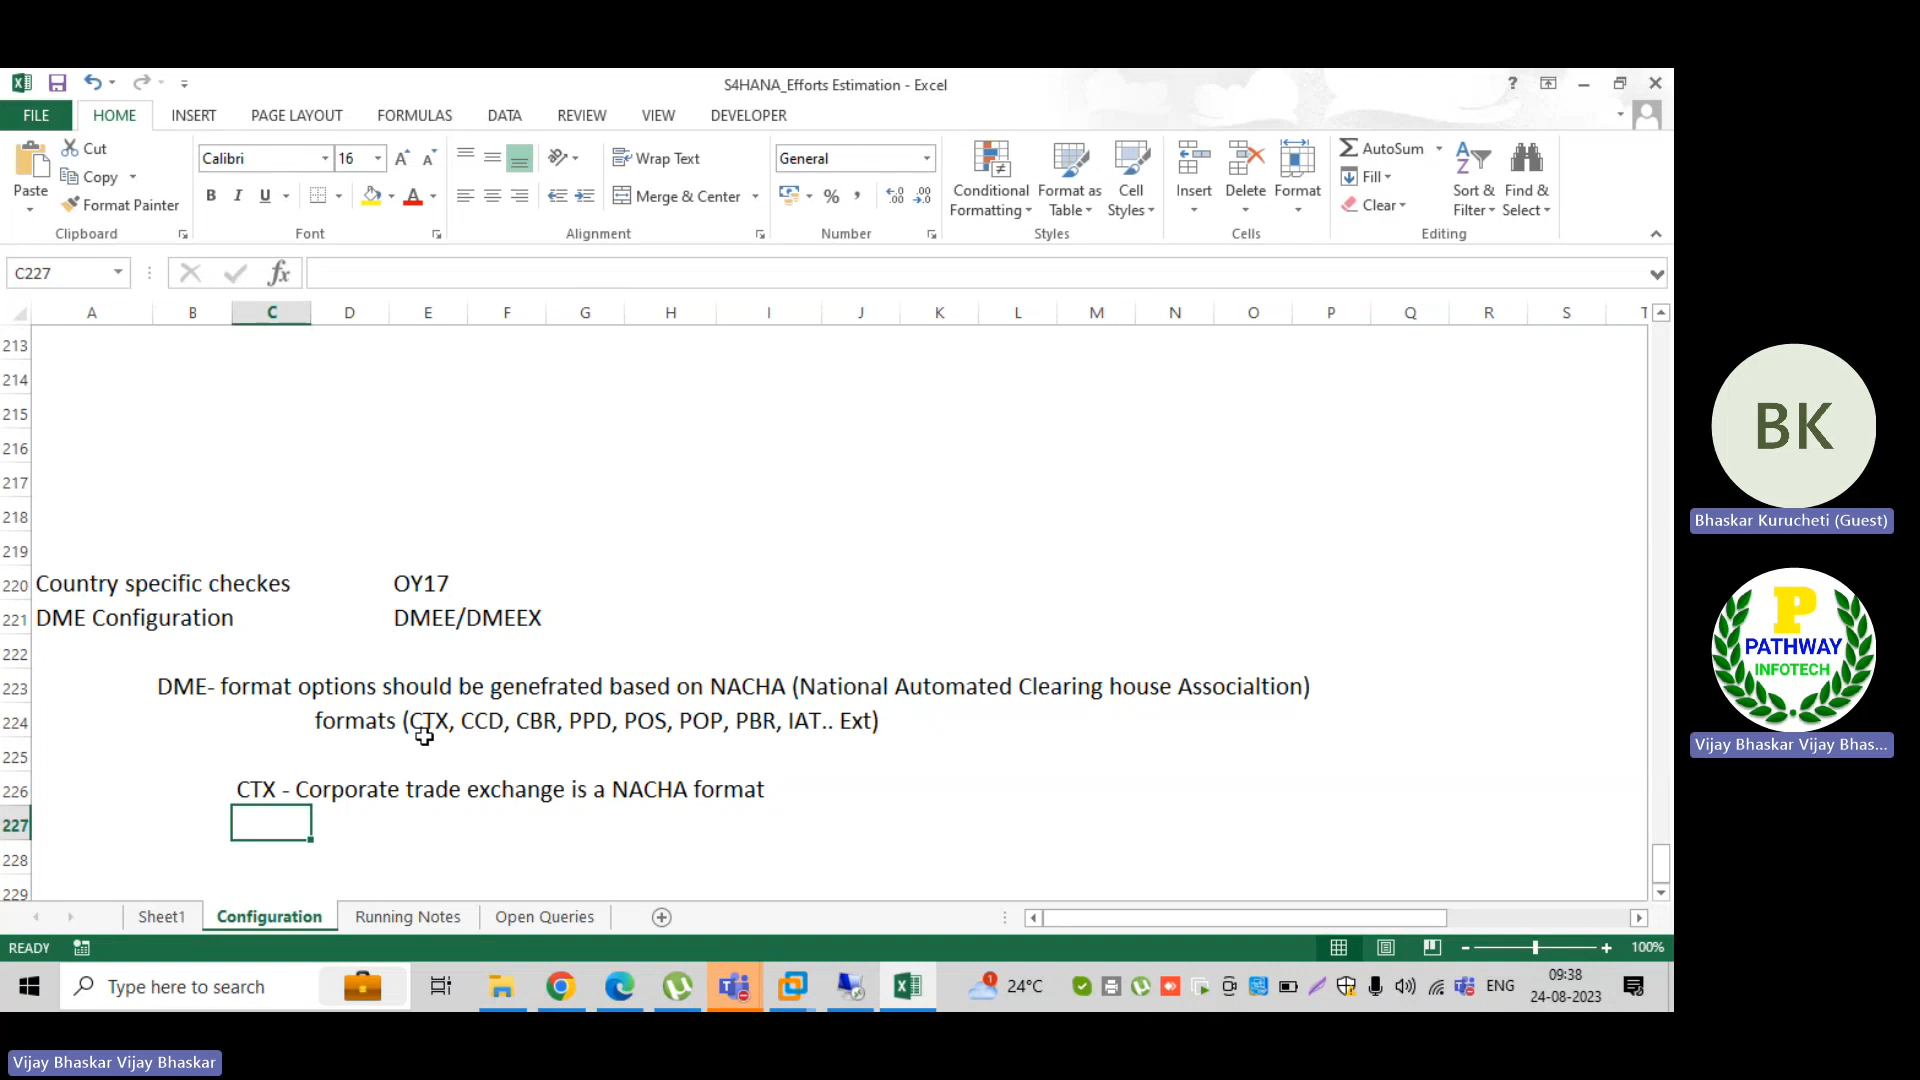 S4HANA_Efforts Estimation - Excel
FILE HOME INSERT PAGE LAYOUT FORMULAS DATA REVIEW VIEW DEVELOPER
Paste Cut Copy Format Painter Clipboard
Calibri 16 B I U A Font
Wrap Text Merge & Center Alignment
General % , Number
Conditional Formatting Format as Table Cell Styles Styles
Insert Delete Format Cells
AutoSum Fill Clear Sort & Filter Find & Select Editing
C227 fx
A B C D E F G H I J K L M N O P Q R S T
213
214
215
216
217
218
219
220 Country specific checkes OY17
221 DME Configuration DMEE/DMEEX
222
223 DME- format options should be genefrated based on NACHA (National Automated Clearing house Associaltion)
224 formats (CTX, CCD, CBR, PPD, POS, POP, PBR, IAT.. Ext)
225
226 CTX - Corporate trade exchange is a NACHA format
227
228
229
Sheet1 Configuration Running Notes Open Queries
READY 100%
Type here to search 24°C ENG 09:38
24-08-2023
BK
Bhaskar Kurucheti (Guest)
P
PATHWAY
INFOTECH
Vijay Bhaskar Vijay Bhas...
Vijay Bhaskar Vijay Bhaskar